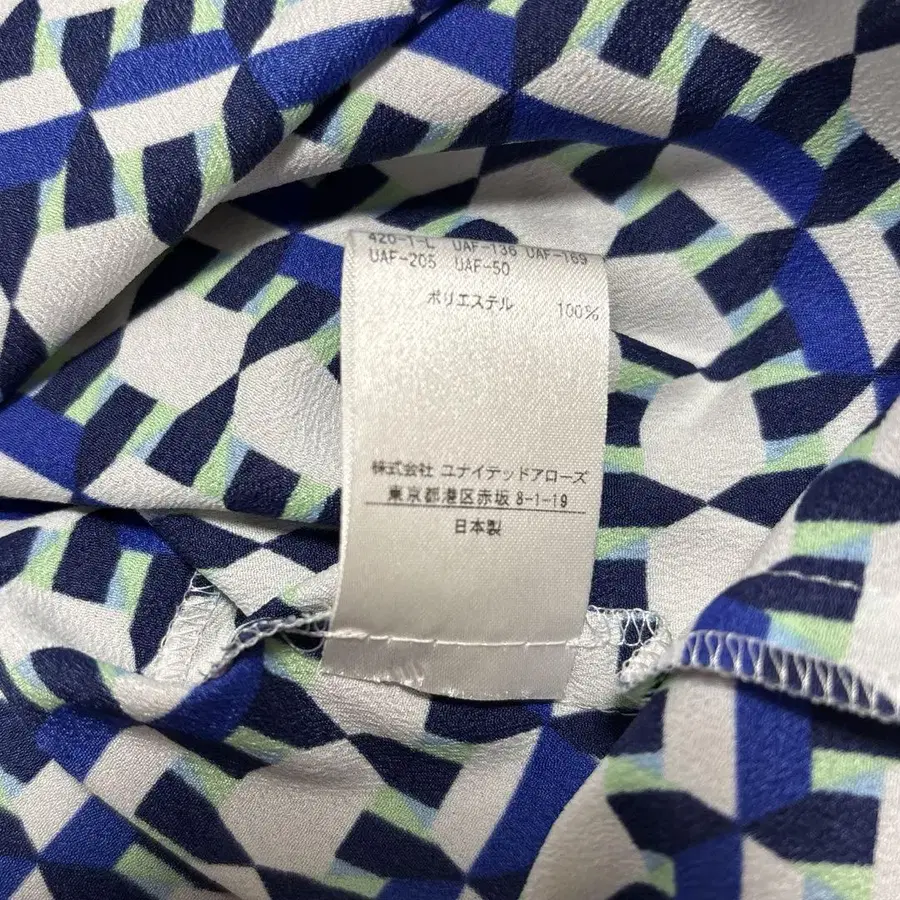 420-1-L UAF-136 UAF-169
UAF-205 UAF-50
ポリエステル 100%
株式会社 ユナイテッドアローズ
東京都港区赤坂 8-1-19
日本製